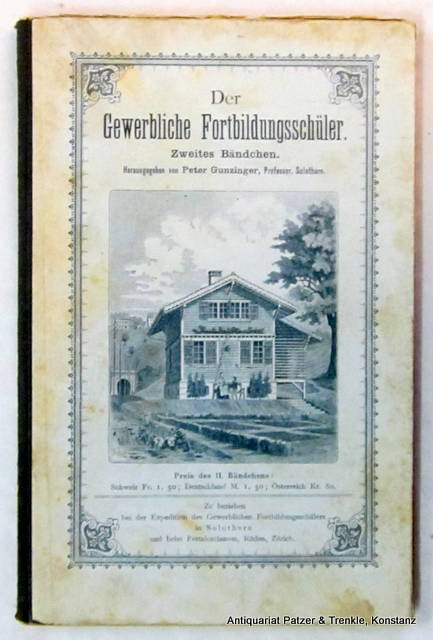 Der
Gewerbliche Fortbildungsschüler.
Zweites Bändchen.
Herausgegeben von Peter Gunzinger, Professor, Solothurn.
Preis des II. Bändchens:
Schweiz Fr. 1. 50; Deutschland M. 1. 50; Österreich Kr. 80.
Zu beziehen
bei der Expedition des Gewerblichen Fortbildungsschülers
in Solothurn
und beim Pestalozzianum, Rüden, Zürich.
Antiquariat Patzer & Trenkle, Konstanz